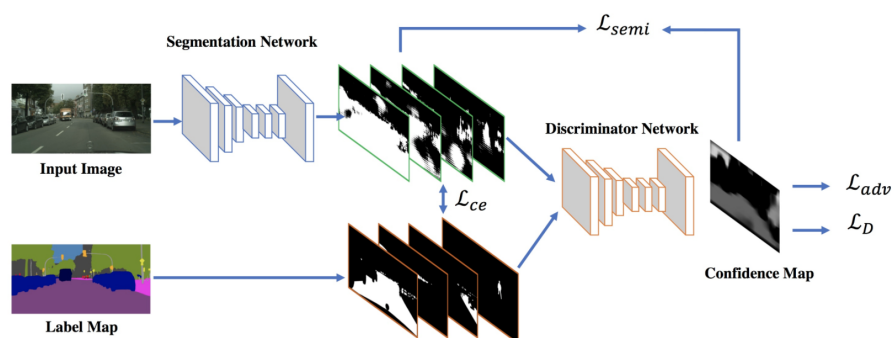 Segmentation Network
ℒ_semi
Input Image
Discriminator Network
ℒ_ce
ℒ_adv
ℒ_D
Confidence Map
Label Map